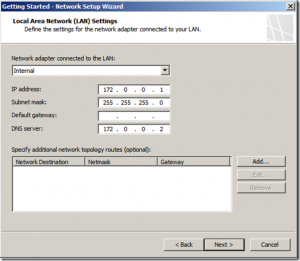 Getting Started - Network Setup Wizard
Local Area Network (LAN) Settings
Define the settings for the network adapter connected to your LAN.
Network adapter connected to the LAN:
Internal
IP address: 172 . 0 . 0 . 1
Subnet mask: 255 . 255 . 255 . 0
Default gateway: . . .
DNS server: 172 . 0 . 0 . 2
Specify additional network topology routes (optional):
Network Destination Netmask Gateway
Add...
Edit...
Remove
< Back Next > Cancel